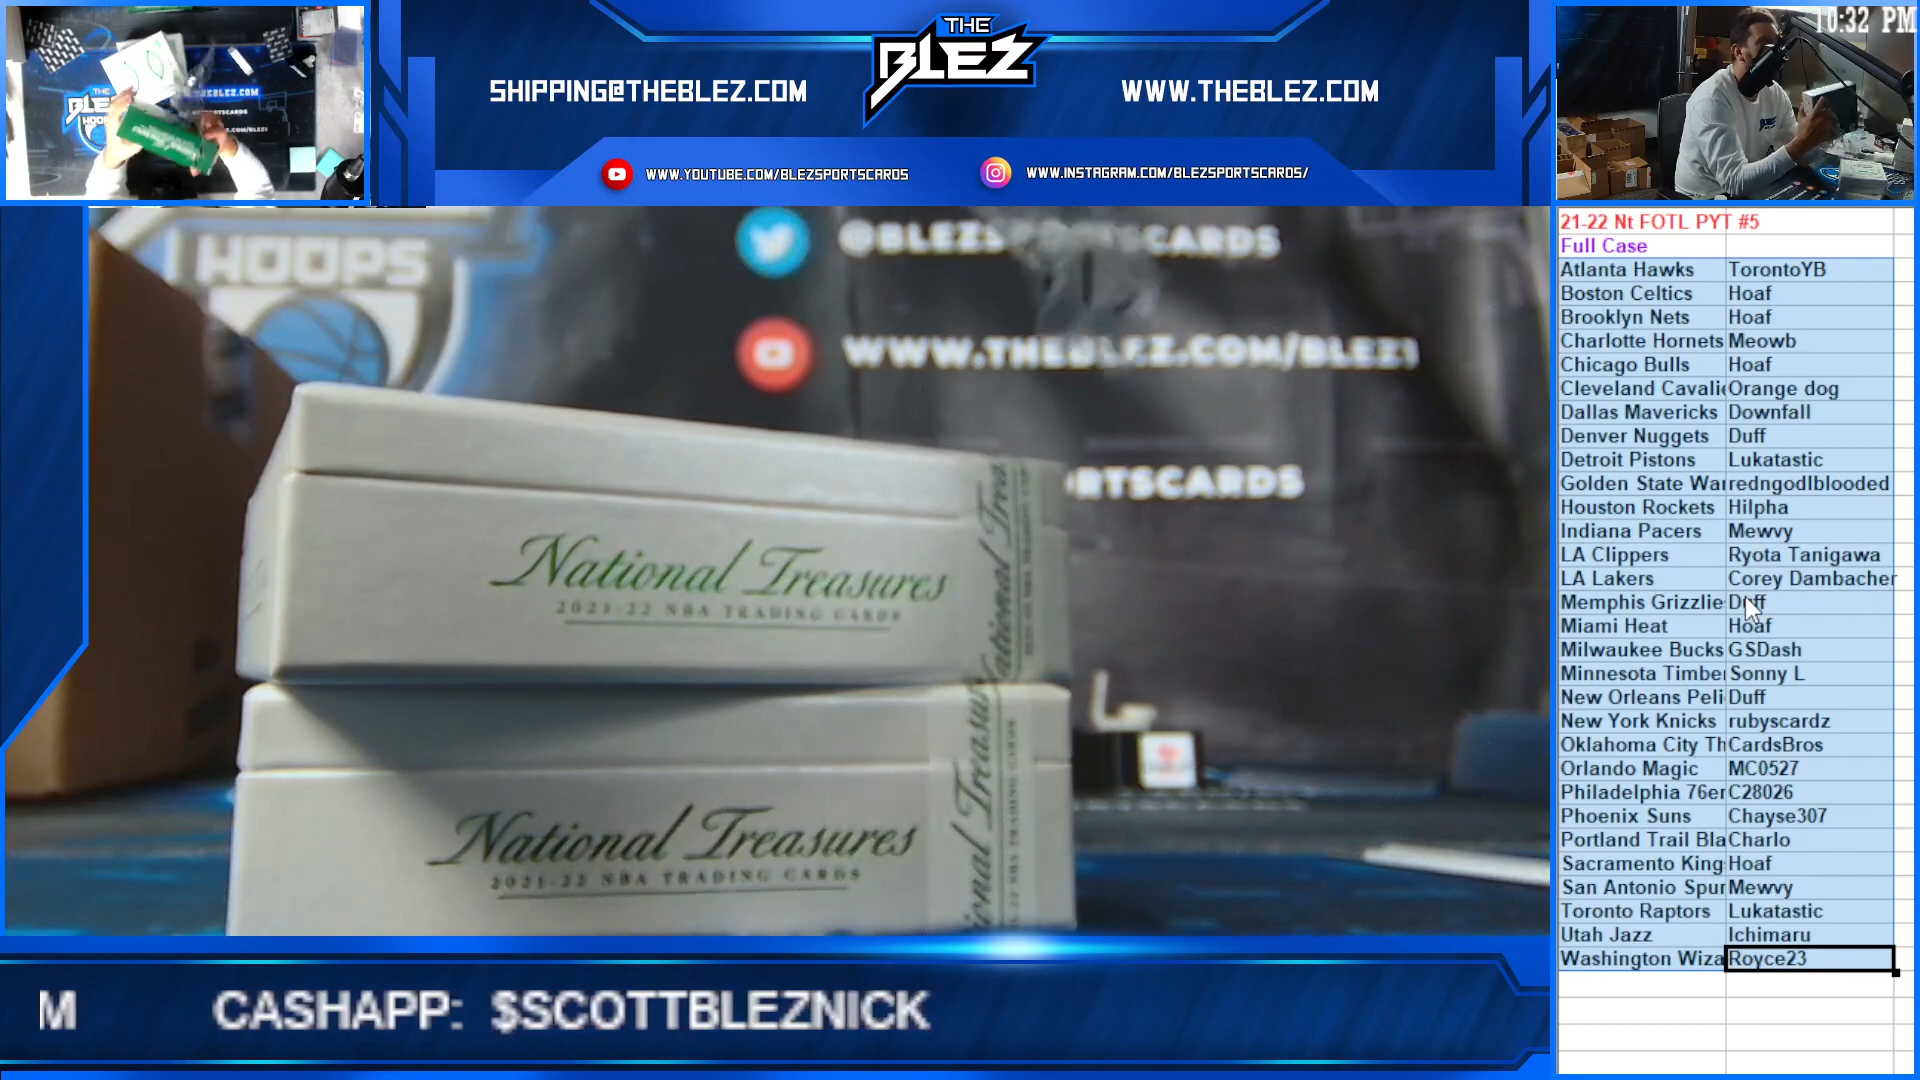 THE
BLEZ
SHIPPING@THEBLEZ.COM
WWW.THEBLEZ.COM
WWW.YOUTUBE.COM/BLEZSPORTSCARDS
WWW.INSTAGRAM.COM/BLEZSPORTSCARDS/
10:32 PM
HOOPS
@BLEZSPORTSCARDS
WWW.THEBLEZ.COM/BLEZ1
RTSCARDS
National Treasures
2021-22 NBA TRADING CARDS
National Treasures
2021-22 NBA TRADING CARDS
M CASHAPP: $SCOTTBLEZNICK
21-22 Nt FOTL PYT #5
Full Case
Atlanta Hawks TorontoYB
Boston Celtics Hoaf
Brooklyn Nets Hoaf
Charlotte Hornets Meowb
Chicago Bulls Hoaf
Cleveland Cavali Orange dog
Dallas Mavericks Downfall
Denver Nuggets Duff
Detroit Pistons Lukatastic
Golden State War redngodlblooded
Houston Rockets Hilpha
Indiana Pacers Mewvy
LA Clippers Ryota Tanigawa
LA Lakers Corey Dambacher
Memphis Grizzlie Duff
Miami Heat Hoaf
Milwaukee Bucks GSDash
Minnesota Timbe Sonny L
New Orleans Peli Duff
New York Knicks rubyscardz
Oklahoma City Th CardsBros
Orlando Magic MC0527
Philadelphia 76er C28026
Phoenix Suns Chayse307
Portland Trail Bla Charlo
Sacramento King Hoaf
San Antonio Spur Mewvy
Toronto Raptors Lukatastic
Utah Jazz Ichimaru
Washington Wiza Royce23